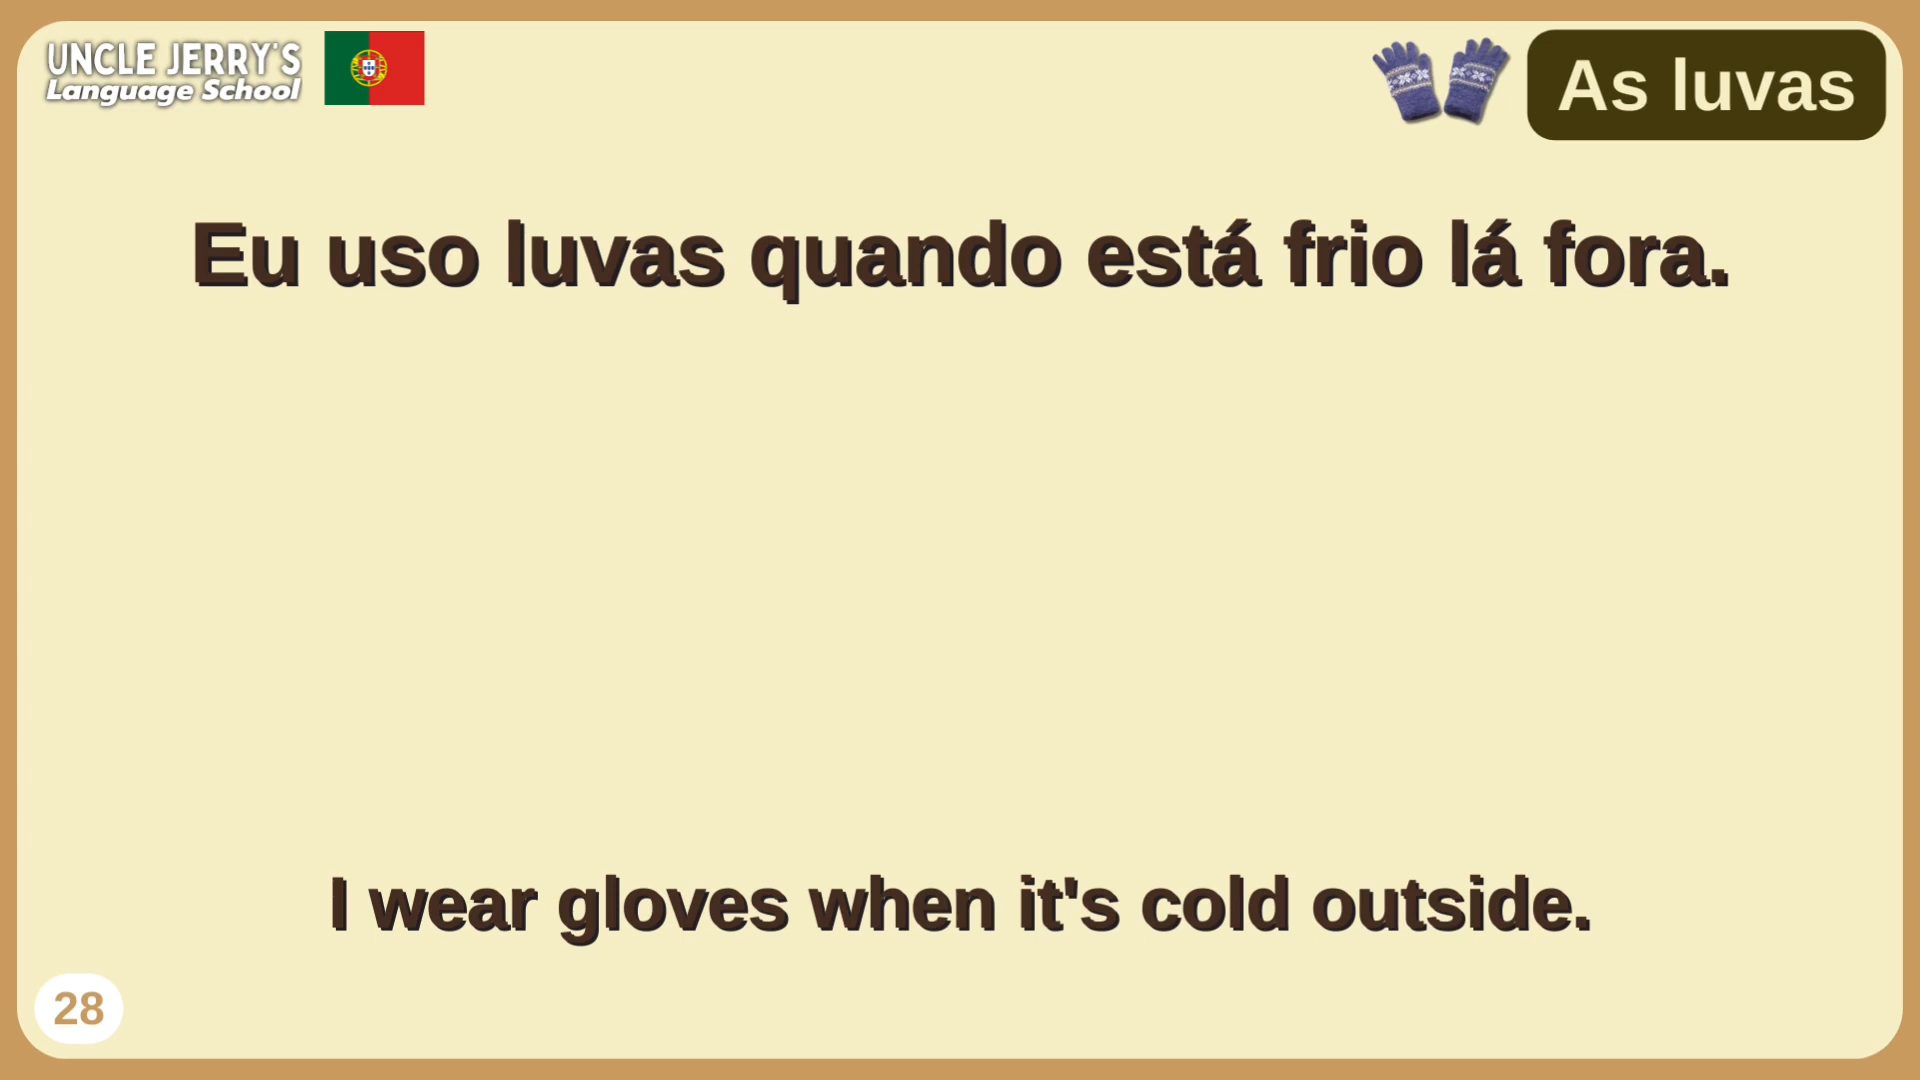 UNCLE JERRY'S
Language School
As luvas
Eu uso luvas quando está frio lá fora.
I wear gloves when it's cold outside.
28